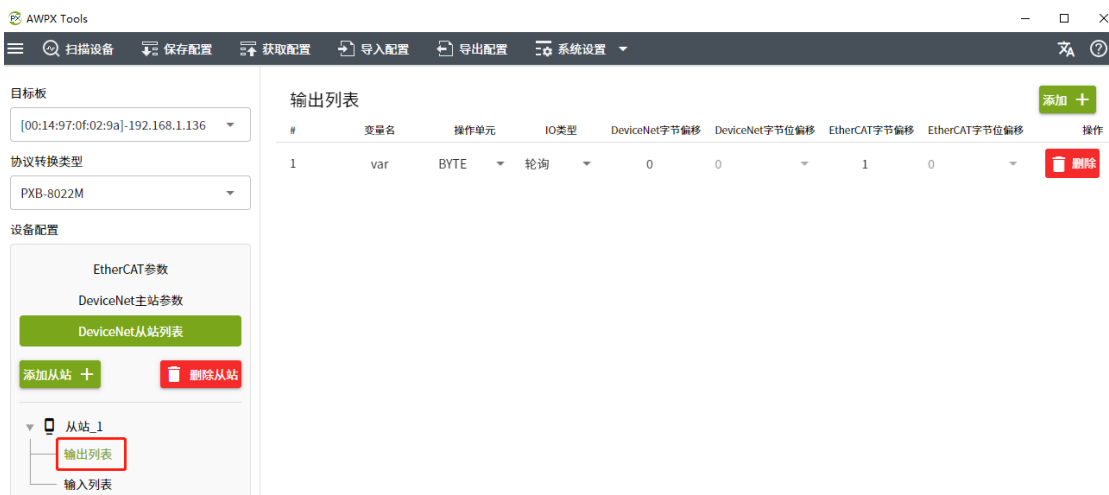 AWPX Tools
扫描设备 保存配置 获取配置 导入配置 导出配置 系统设置
目标板
[00:14:97:0f:02:9a]-192.168.1.136
协议转换类型
PXB-8022M
设备配置
EtherCAT参数
DeviceNet主站参数
DeviceNet从站列表
添加从站 删除从站
从站_1
输出列表
输入列表
输出列表 添加
# 变量名 操作单元 IO类型 DeviceNet字节偏移 DeviceNet字节位偏移 EtherCAT字节偏移 EtherCAT字节位偏移 操作
1 var BYTE 轮询 0 0 1 0 删除